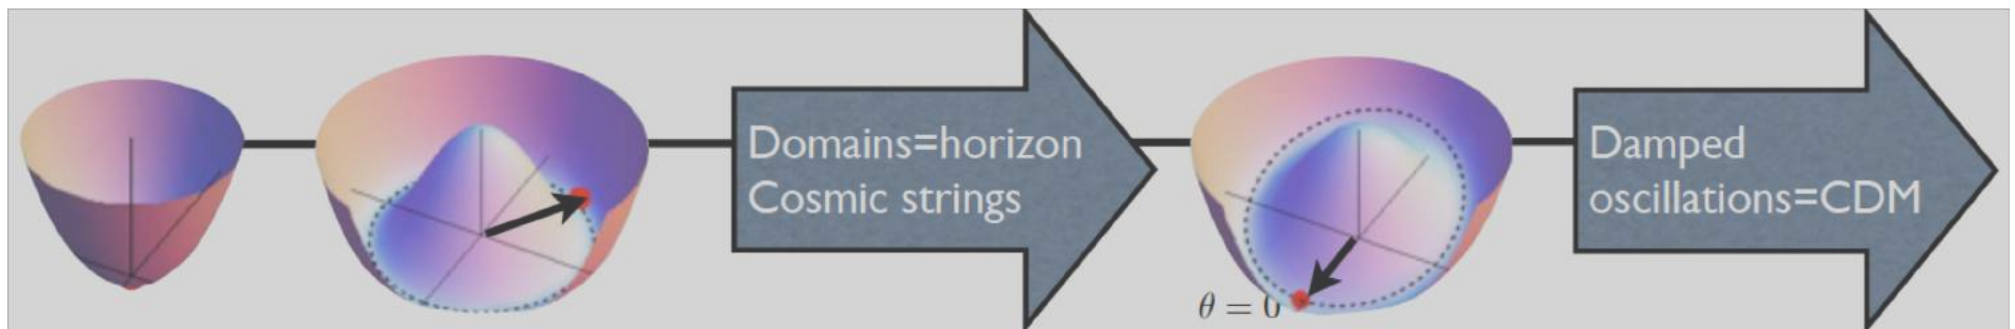 Domains=horizon
Cosmic strings
θ = 0
Damped
oscillations=CDM